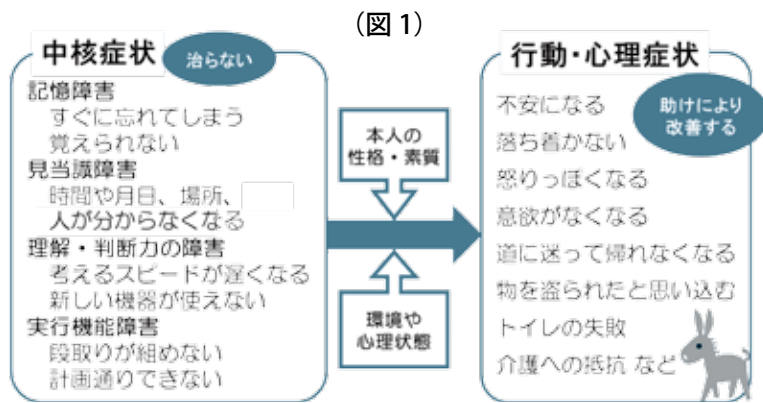 (図1)
中核症状
治らない
記憶障害
すぐに忘れてしまう
覚えられない
見当識障害
時間や月日、場所、
人が分からなくなる
理解・判断力の障害
考えるスピードが遅くなる
新しい機器が使えない
実行機能障害
段取りが組めない
計画通りできない
本人の
性格・素質
環境や
心理状態
行動・心理症状
助けにより
改善する
不安になる
落ち着かない
怒りっぽくなる
意欲がなくなる
道に迷って帰れなくなる
物を盗られたと思い込む
トイレの失敗
介護への抵抗 など